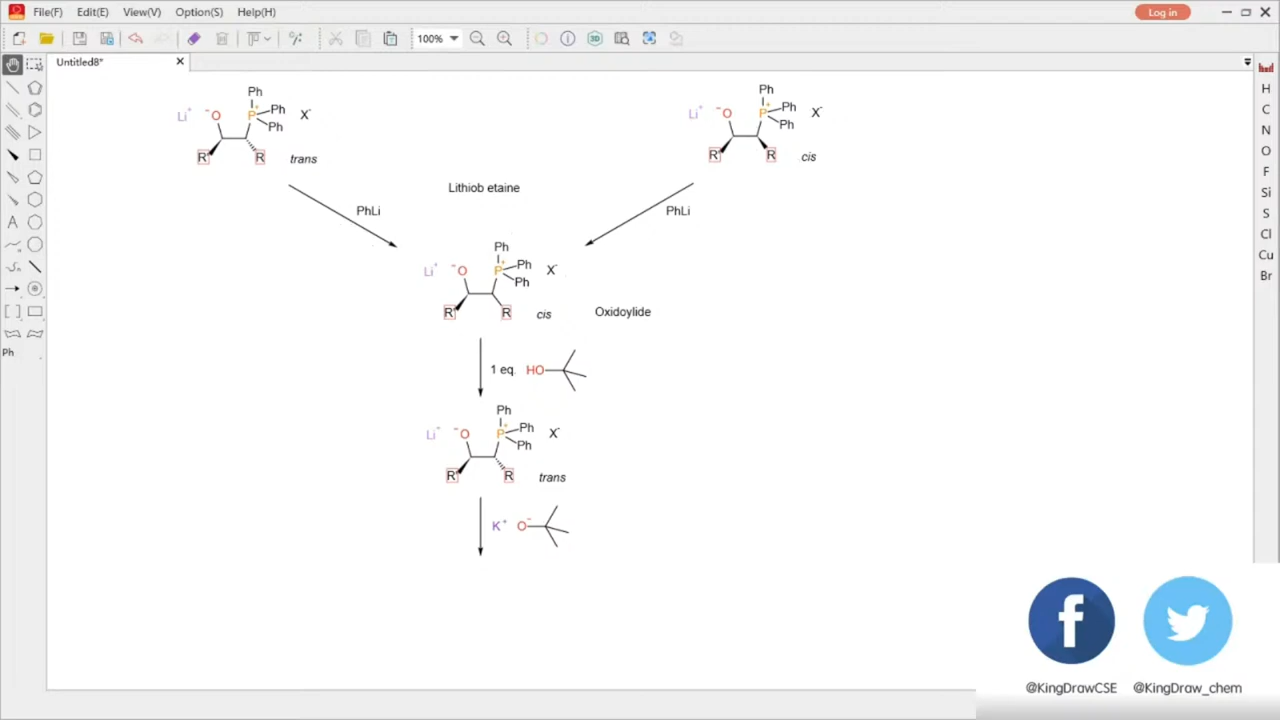 File(F) Edit(E) View(V) Option(S) Help(H) Log in
100%
Untitled8*
Ph Ph
Li+ -O P+ Ph X- Li+ -O P+ Ph X-
Ph Ph
R R trans R R cis
Lithiob etaine
PhLi PhLi
Ph
Li+ -O P+ Ph X-
Ph
R R cis Oxidoylide
1 eq. HO
Ph
Li+ -O P+ Ph X-
Ph
R R trans
K+ O-
A
Ph
H
C
N
O
F
Si
S
Cl
Cu
Br
3D
f
@KingDrawCSE @KingDraw_chem